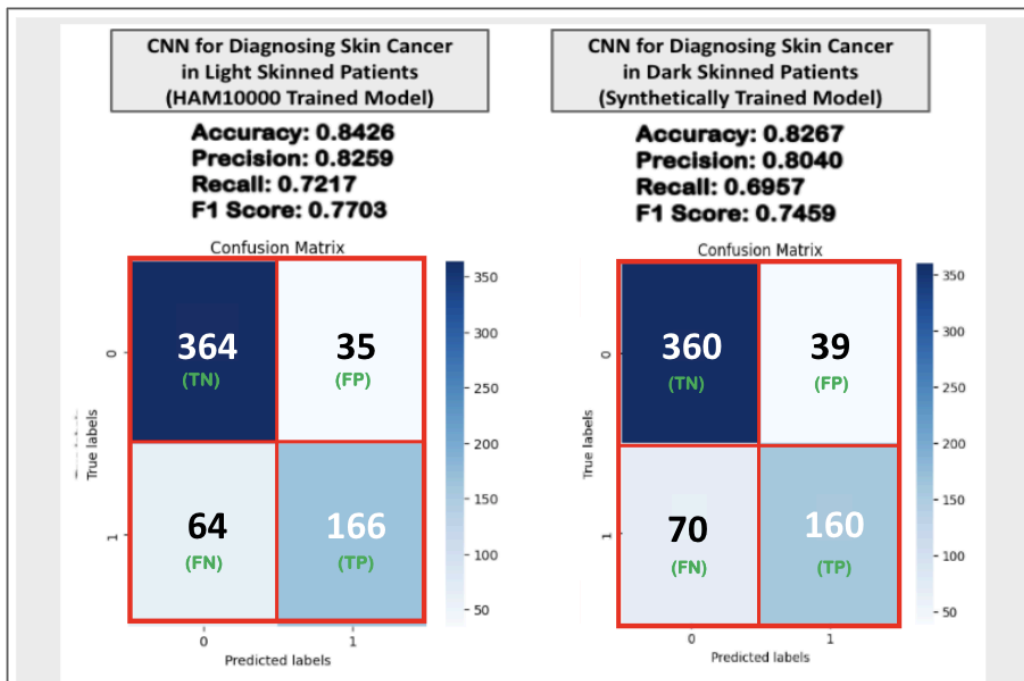 CNN for Diagnosing Skin Cancer
in Light Skinned Patients
(HAM10000 Trained Model)
Accuracy: 0.8426
Precision: 0.8259
Recall: 0.7217
F1 Score: 0.7703
Confusion Matrix
364
(TN)
35
(FP)
64
(FN)
166
(TP)
0
1
True labels
0
1
Predicted labels
350
300
250
200
150
100
50
CNN for Diagnosing Skin Cancer
in Dark Skinned Patients
(Synthetically Trained Model)
Accuracy: 0.8267
Precision: 0.8040
Recall: 0.6957
F1 Score: 0.7459
Confusion Matrix
360
(TN)
39
(FP)
70
(FN)
160
(TP)
0
1
True labels
0
1
Predicted labels
350
300
250
200
150
100
50